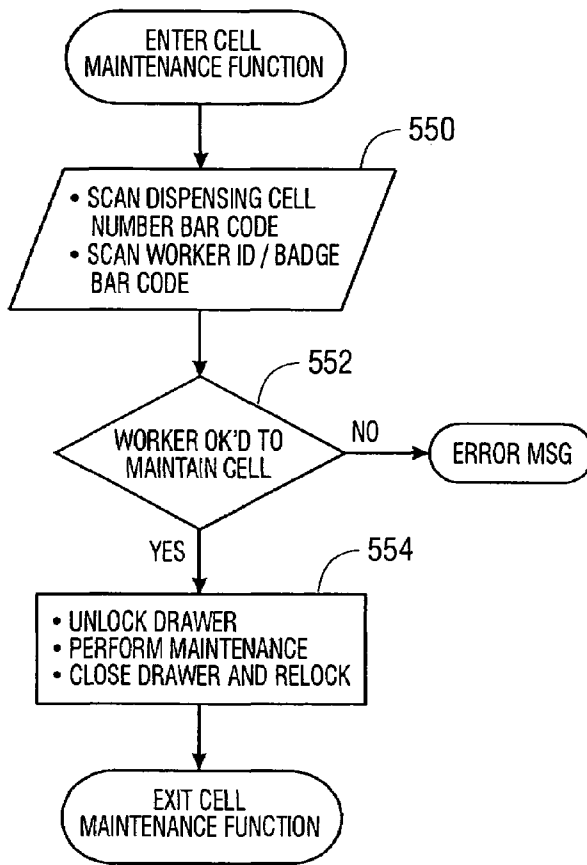 ENTER CELL
MAINTENANCE FUNCTION
550
• SCAN DISPENSING CELL
NUMBER BAR CODE
• SCAN WORKER ID / BADGE
BAR CODE
552
WORKER OK'D TO
MAINTAIN CELL
NO
ERROR MSG
YES
554
• UNLOCK DRAWER
• PERFORM MAINTENANCE
• CLOSE DRAWER AND RELOCK
EXIT CELL
MAINTENANCE FUNCTION